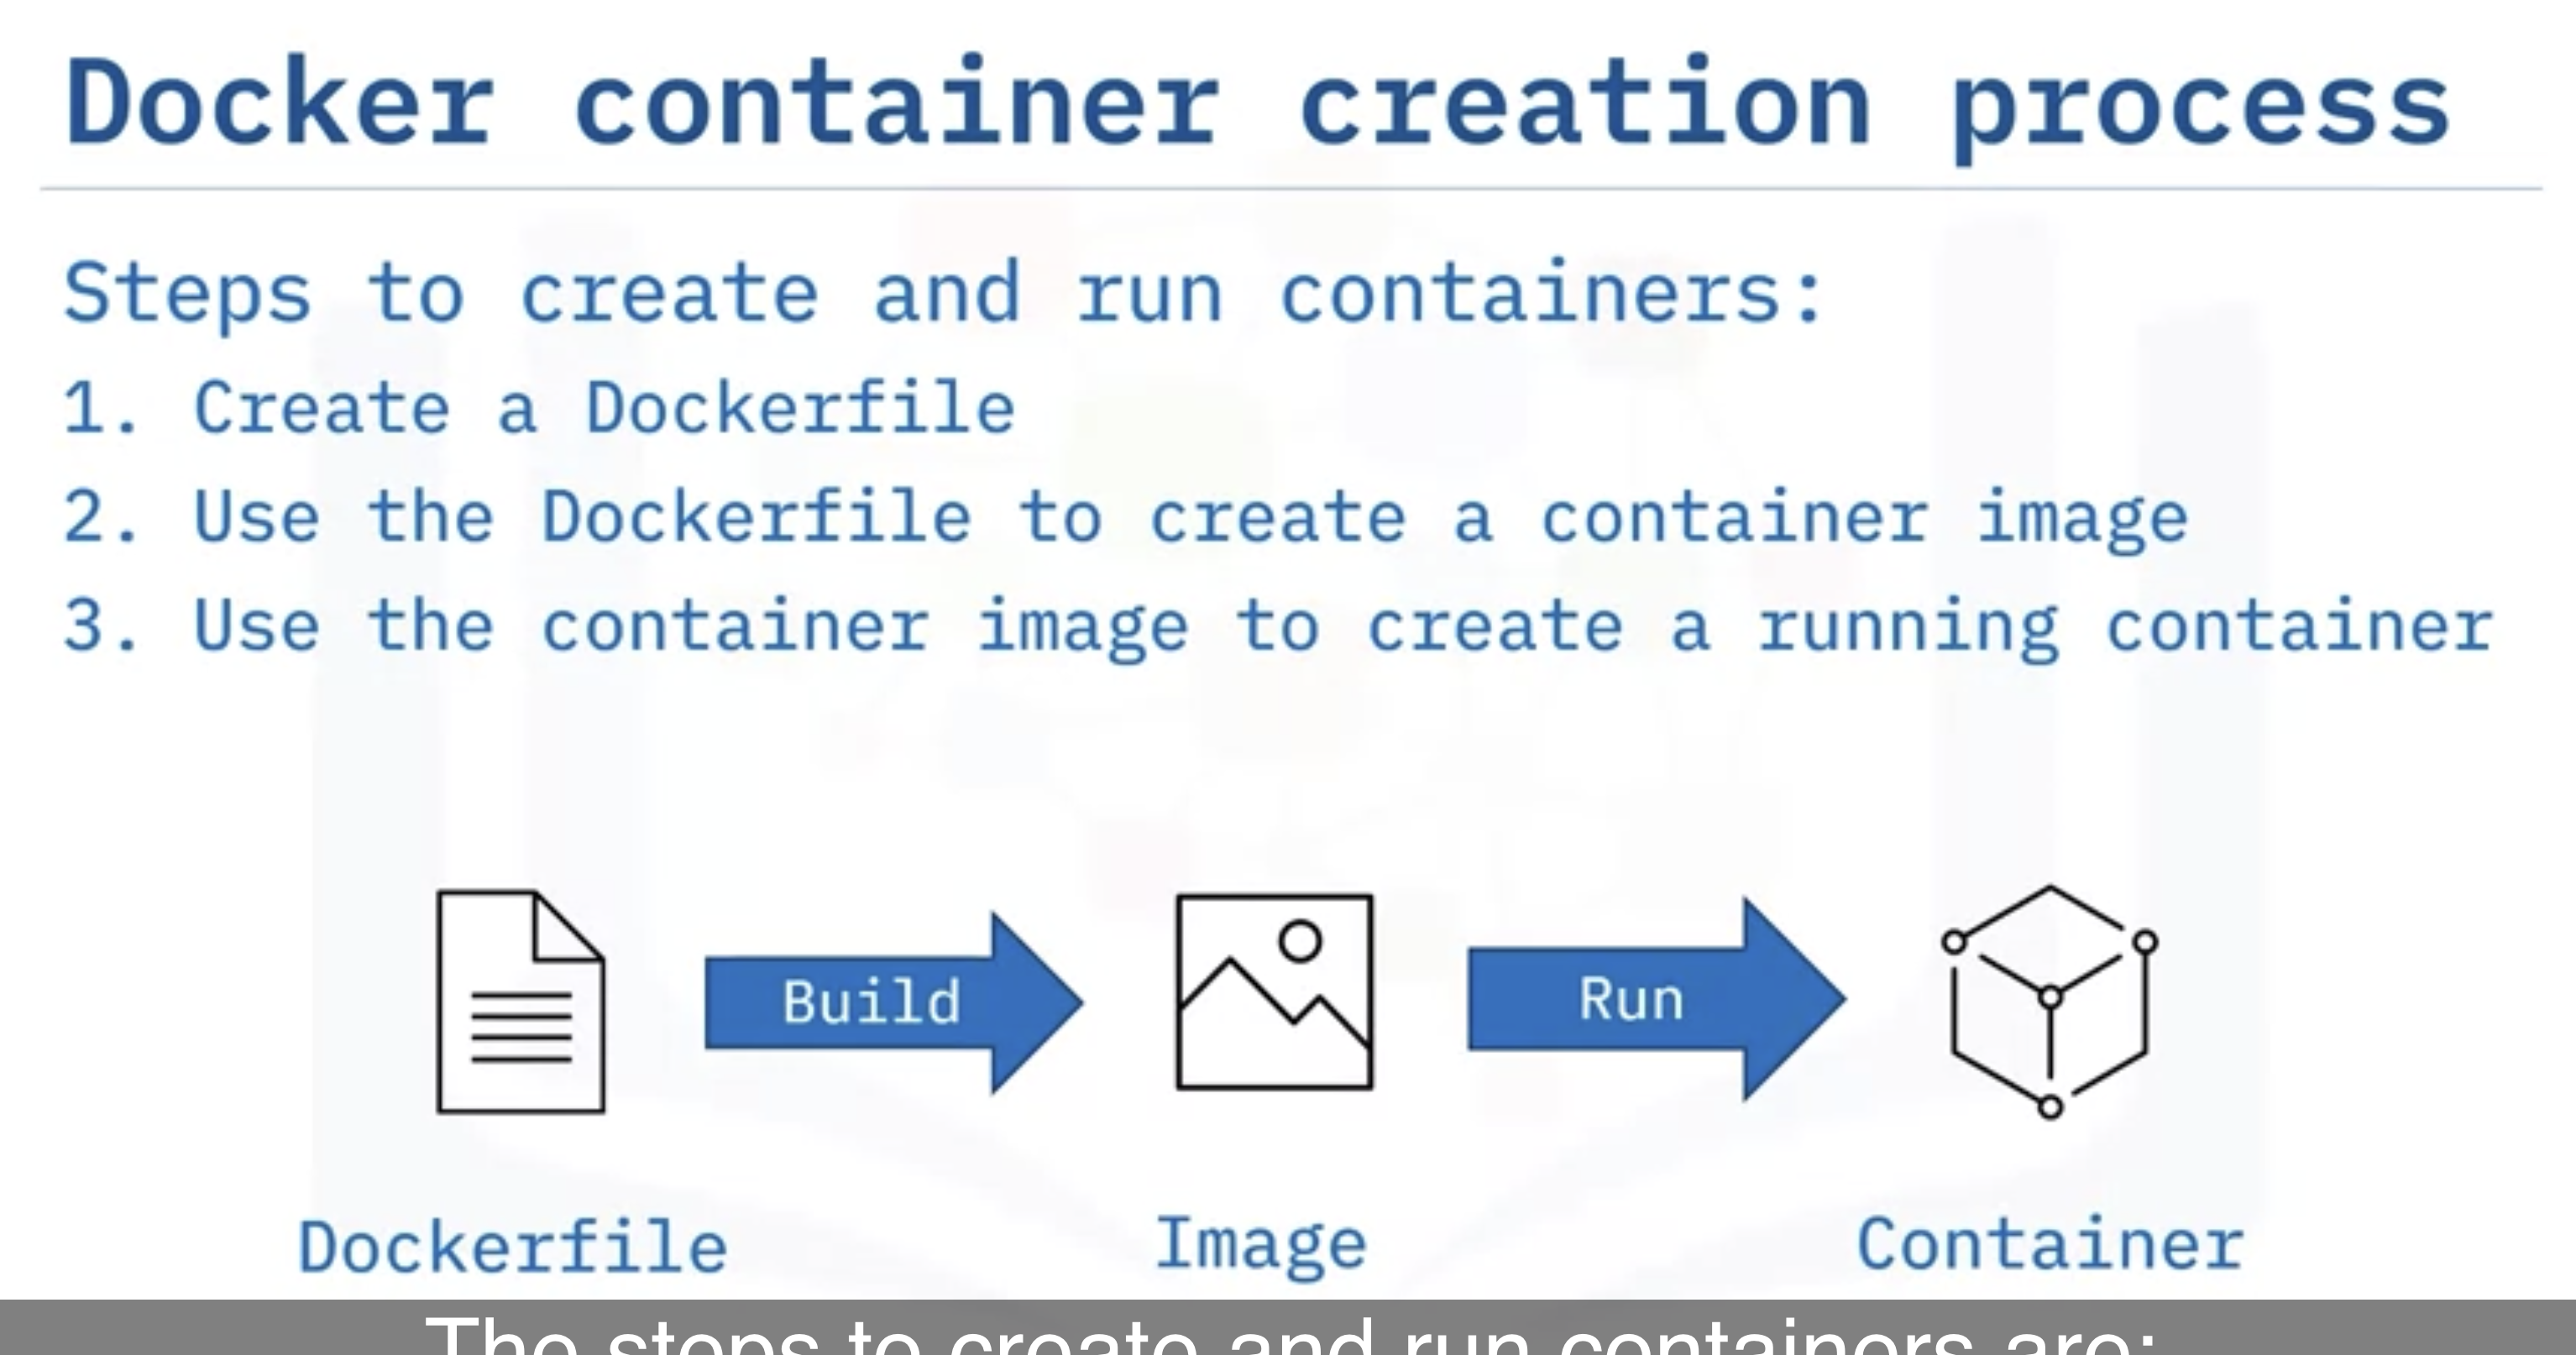 Docker container creation process
Steps to create and run containers:
1. Create a Dockerfile
2. Use the Dockerfile to create a container image
3. Use the container image to create a running container
Build
Run
Dockerfile
Image
Container
The steps to create and run containers are: